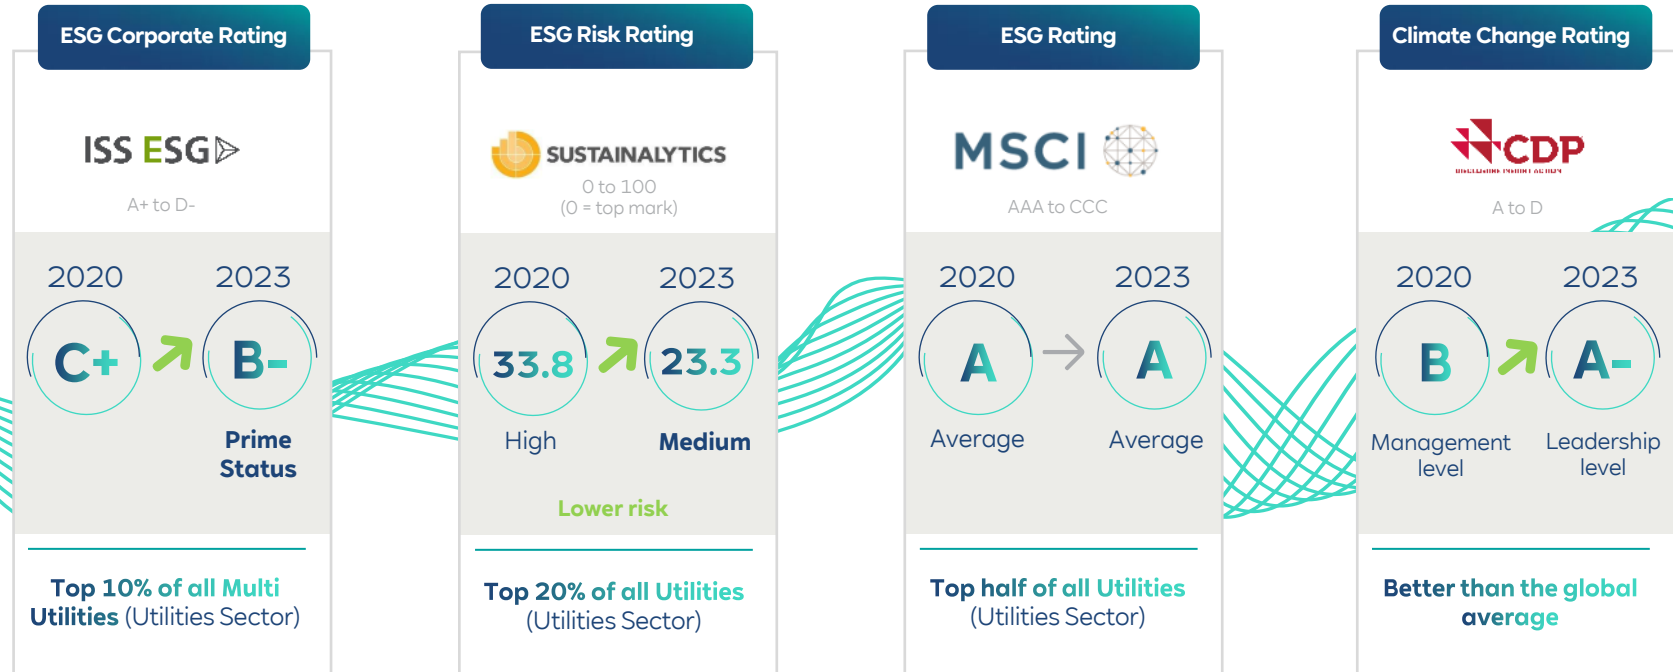 ESG Corporate Rating
ISS ESG
A+ to D-
2020
2023
C+
B-
Prime
Status
Top 10% of all Multi
Utilities (Utilities Sector)
ESG Risk Rating
SUSTAINALYTICS
0 to 100
(0 = top mark)
2020
2023
33.8
23.3
High
Medium
Lower risk
Top 20% of all Utilities
(Utilities Sector)
ESG Rating
MSCI
AAA to CCC
2020
2023
A
A
Average
Average
Top half of all Utilities
(Utilities Sector)
Climate Change Rating
CDP
A to D
2020
2023
B
A-
Management
level
Leadership
level
Better than the global
average